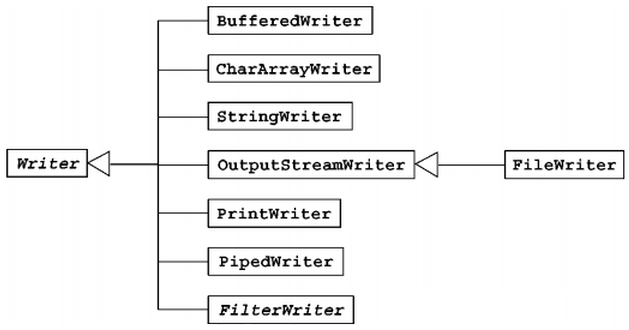 BufferedWriter
CharArrayWriter
StringWriter
Writer
OutputStreamWriter
FileWriter
PrintWriter
PipedWriter
FilterWriter